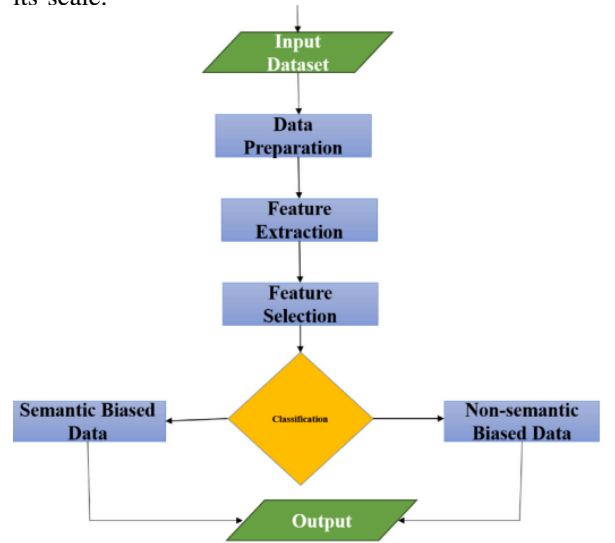 its scale.
Input
Dataset
Data
Preparation
Feature
Extraction
Feature
Selection
Classification
Semantic Biased
Data
Non-semantic
Biased Data
Output